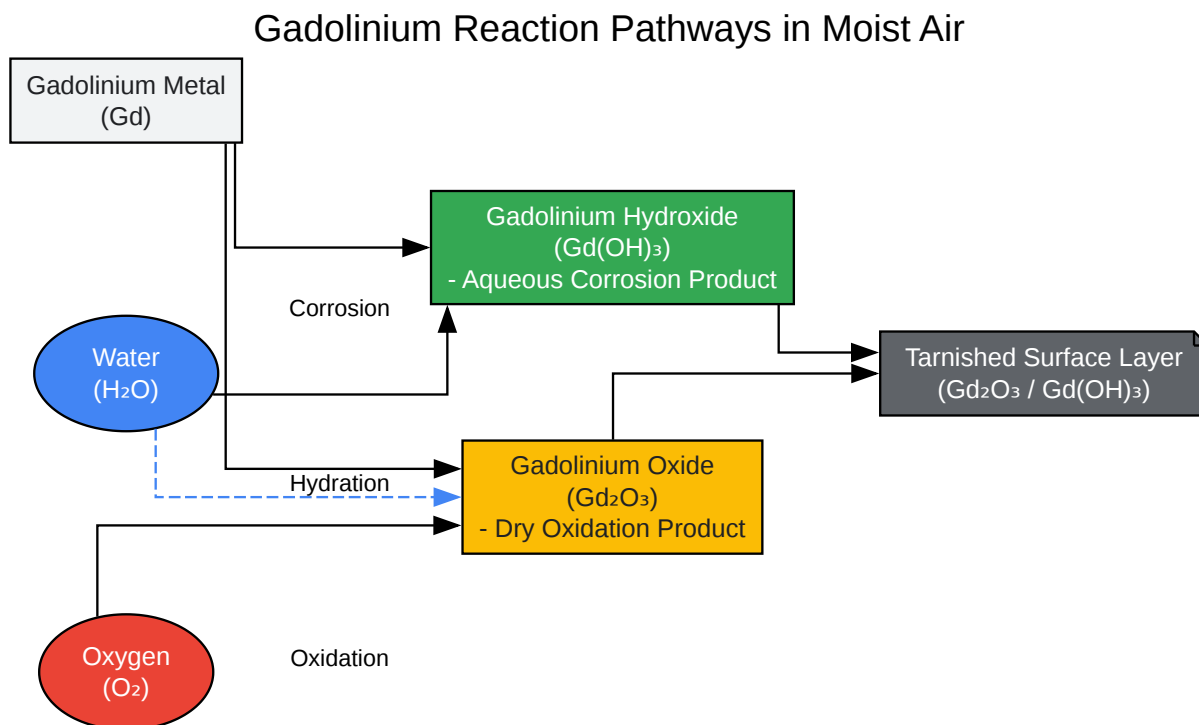 Gadolinium Reaction Pathways in Moist Air
Gadolinium Metal
(Gd)
Gadolinium Hydroxide
(Gd(OH)₃)
- Aqueous Corrosion Product
Corrosion
Water
(H₂O)
Tarnished Surface Layer
(Gd₂O₃ / Gd(OH)₃)
Gadolinium Oxide
(Gd₂O₃)
- Dry Oxidation Product
Hydration
Oxygen
(O₂)
Oxidation